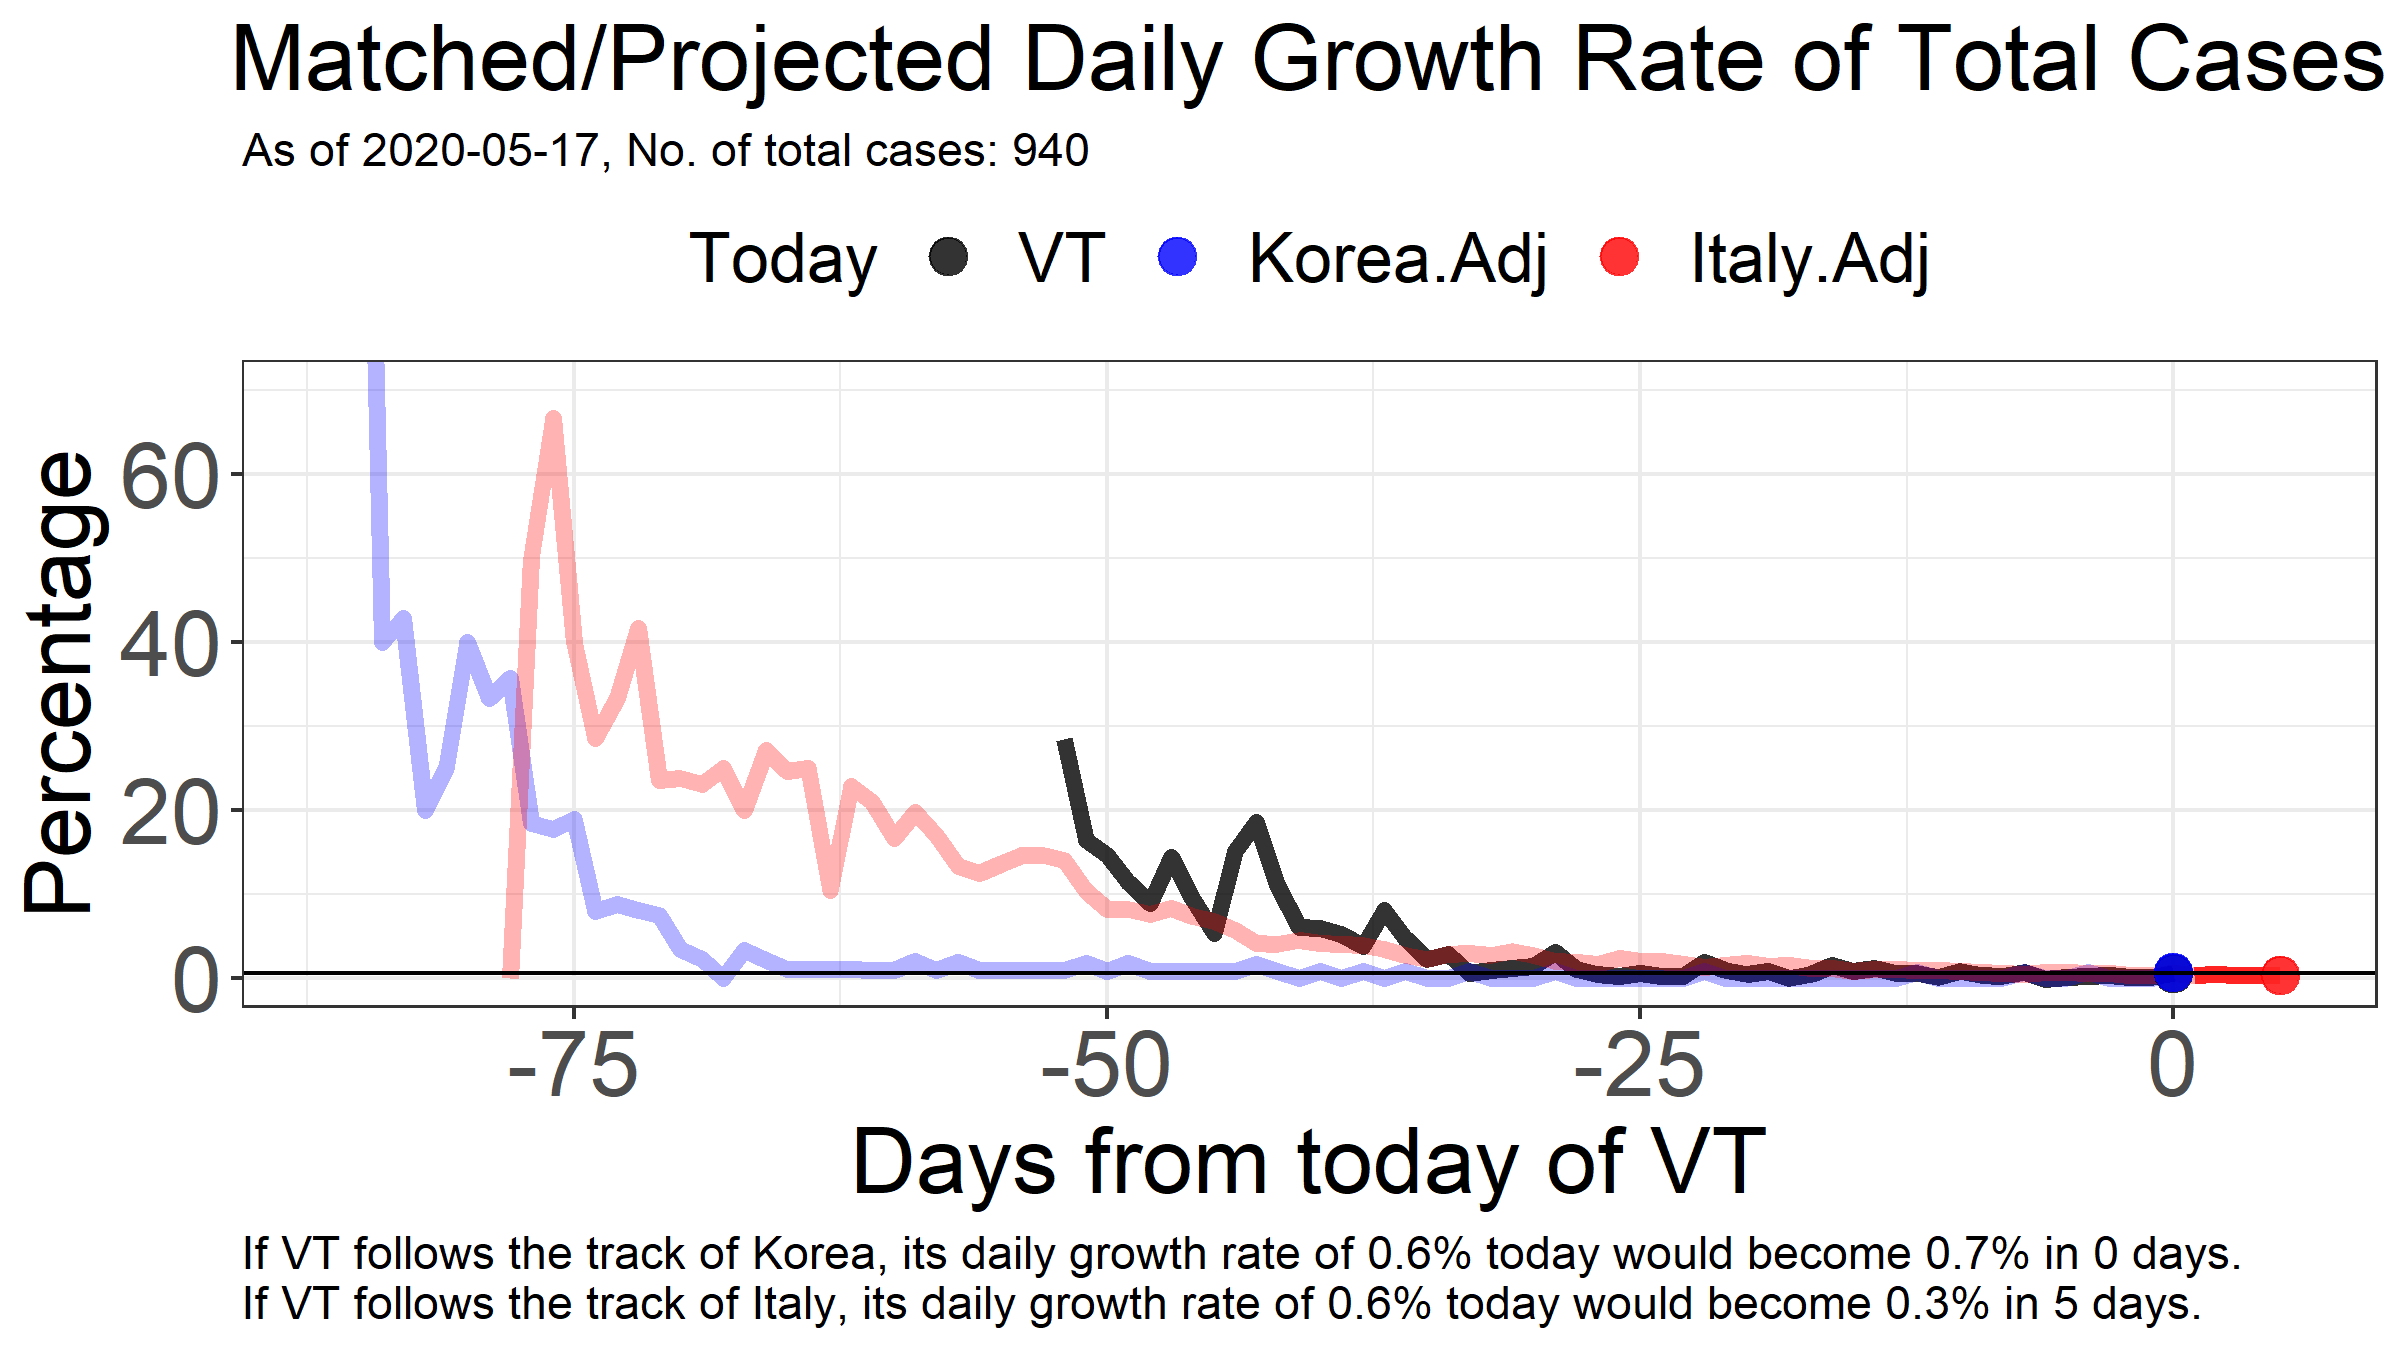 Matched/Projected Daily Growth Rate of Total Cases
As of 2020-05-17, No. of total cases: 940
Today VT Korea.Adj Italy.Adj
Percentage
60
40
20
0
-75 -50 -25 0
Days from today of VT
If VT follows the track of Korea, its daily growth rate of 0.6% today would become 0.7% in 0 days.
If VT follows the track of Italy, its daily growth rate of 0.6% today would become 0.3% in 5 days.